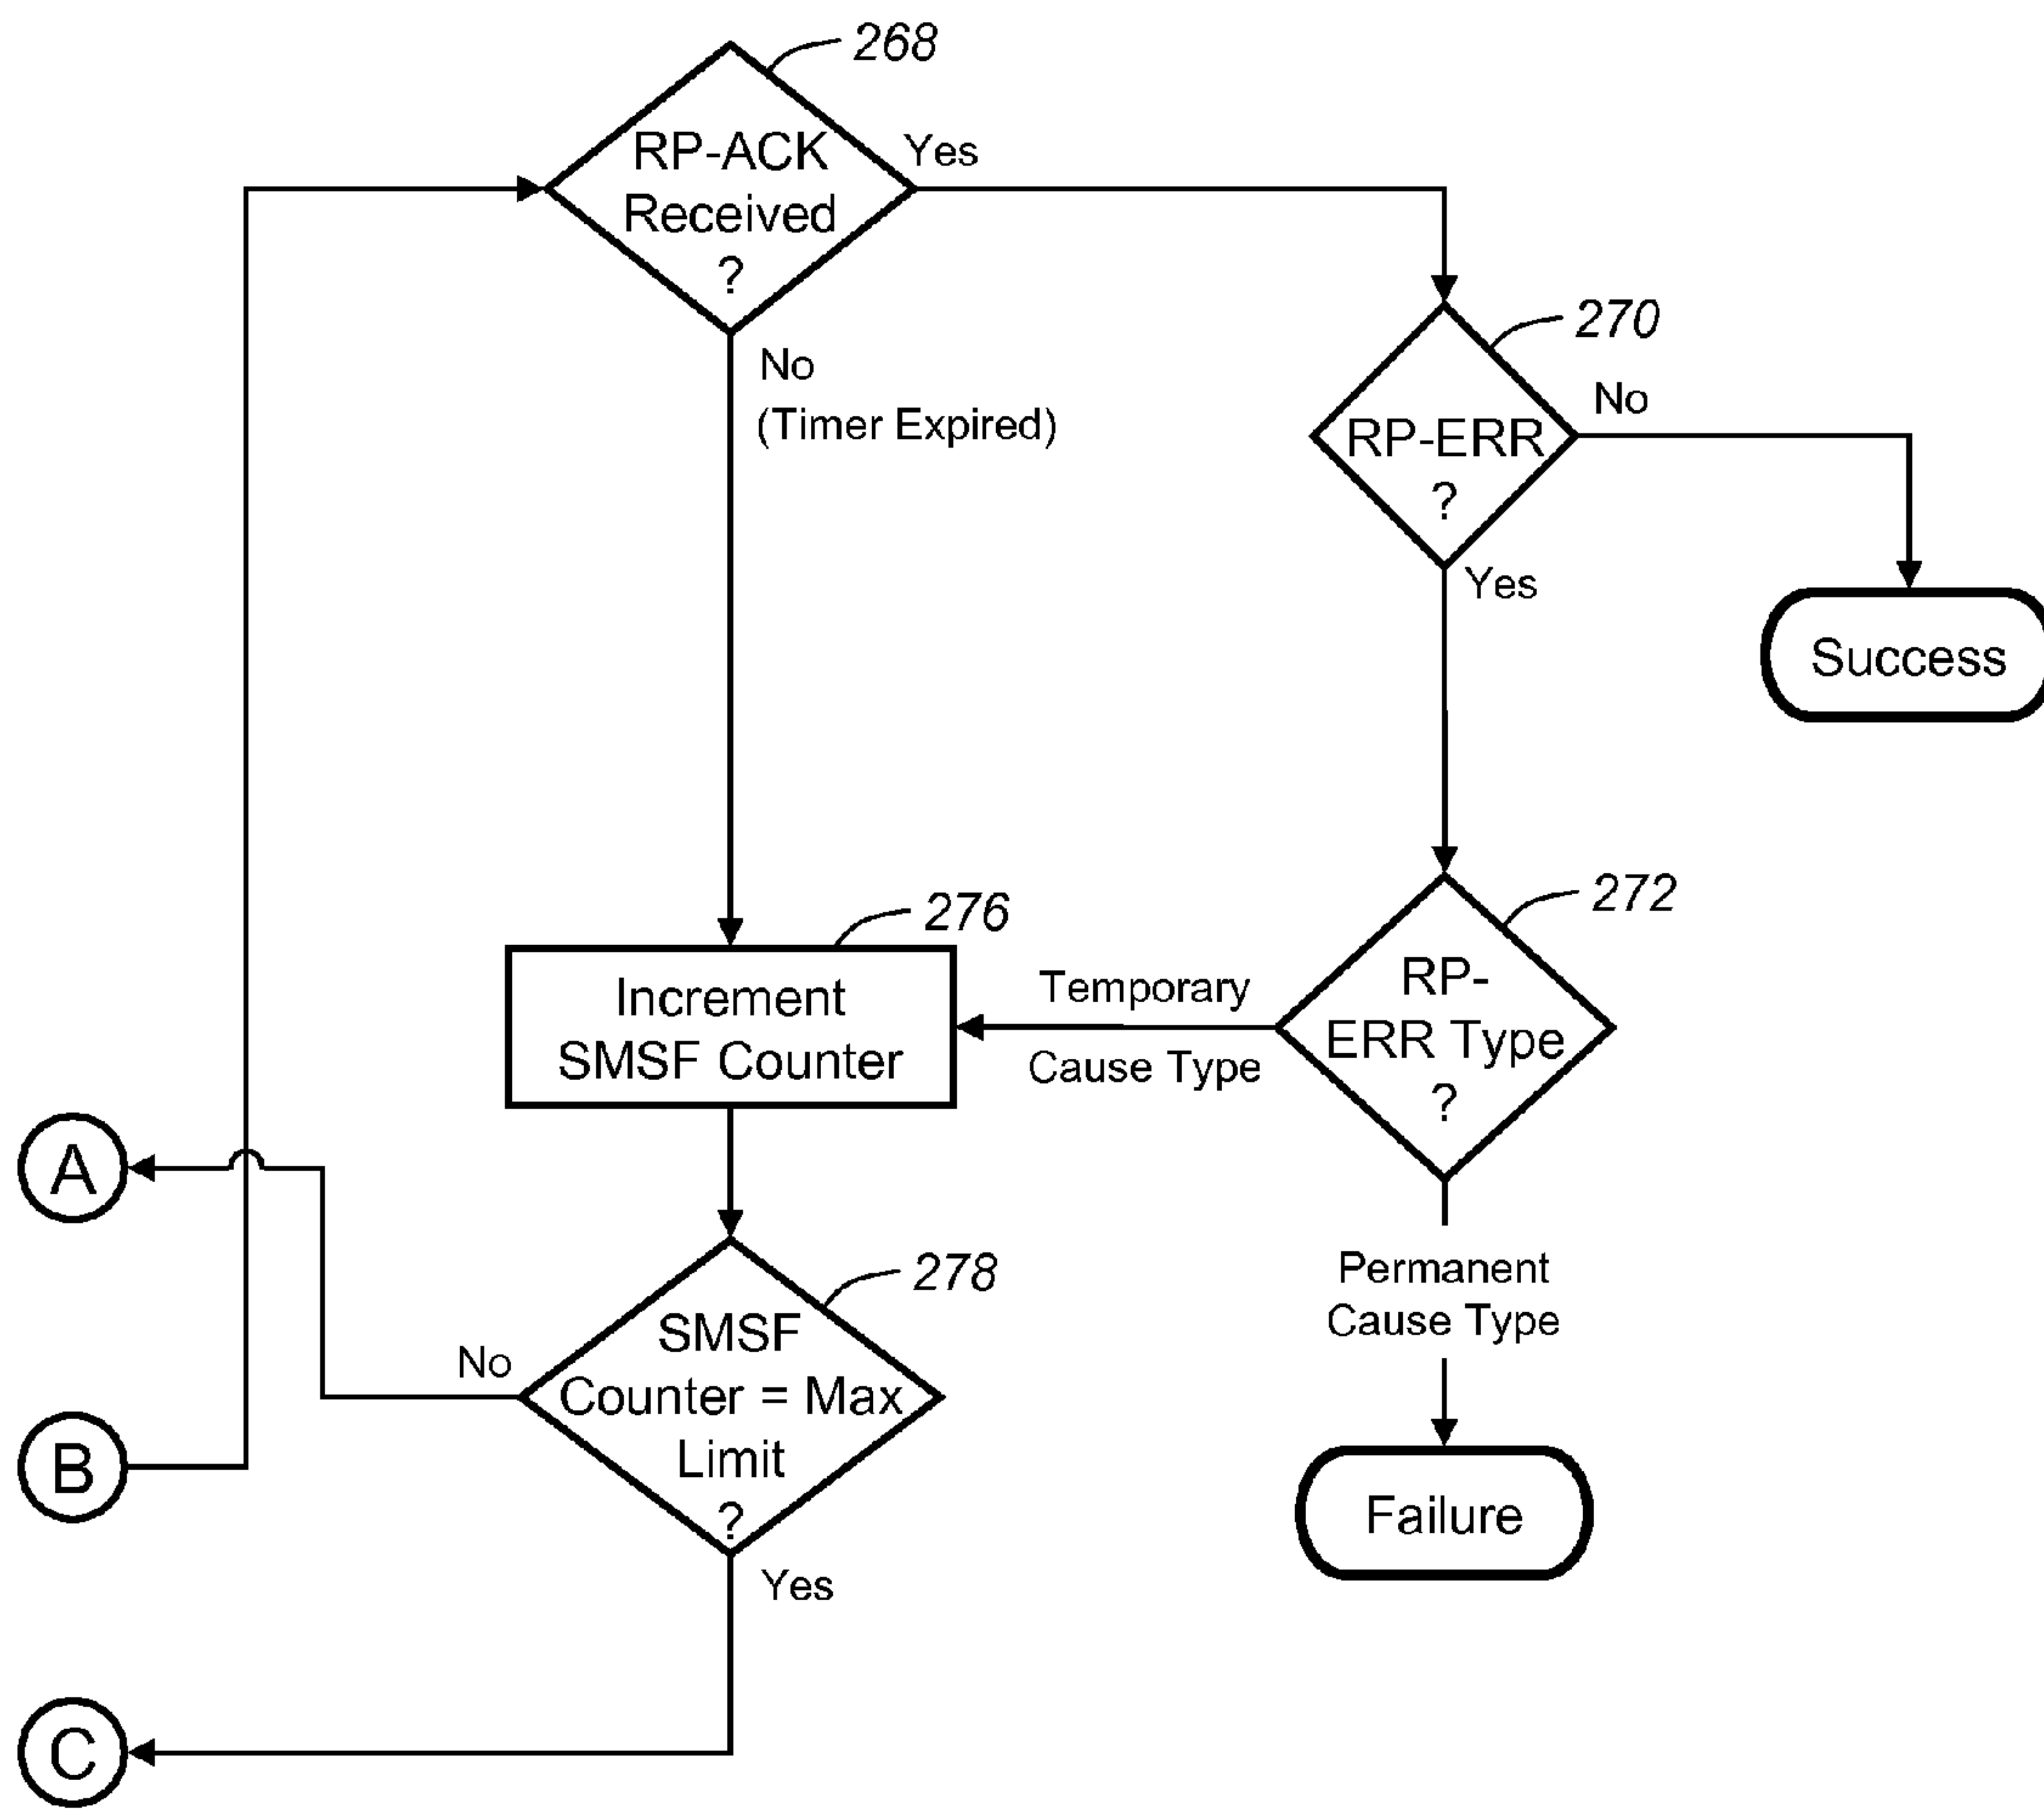 268
RP-ACK
Received
?
Yes
No
(Timer Expired)
270
RP-ERR
?
No
Yes
Success
272
RP-
ERR Type
?
Temporary
Cause Type
276
Increment
SMSF Counter
Permanent
Cause Type
Failure
278
SMSF
Counter = Max
Limit
?
No
Yes
A
B
C